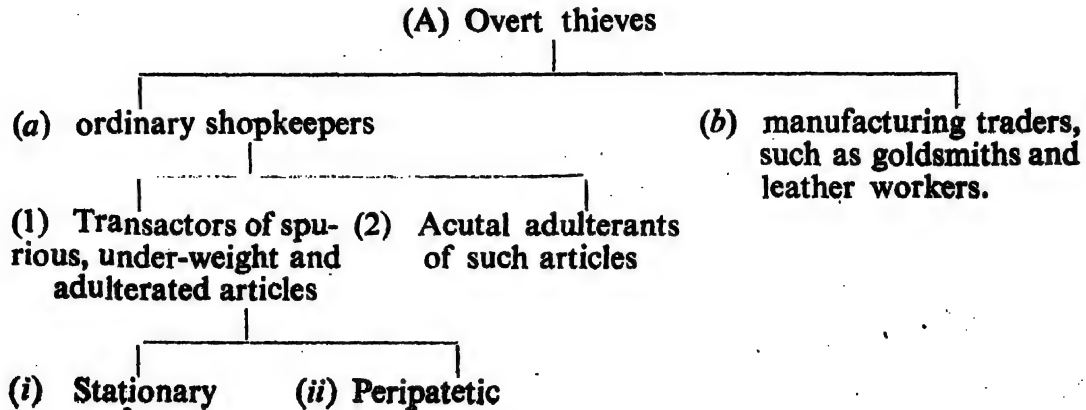 (A) Overt thieves
(a) ordinary shopkeepers
(b) manufacturing traders,
such as goldsmiths and
leather workers.
(1) Transactors of spu-
rious, under-weight and
adulterated articles
(2) Acutal adulterants
of such articles
(i) Stationary
(ii) Peripatetic